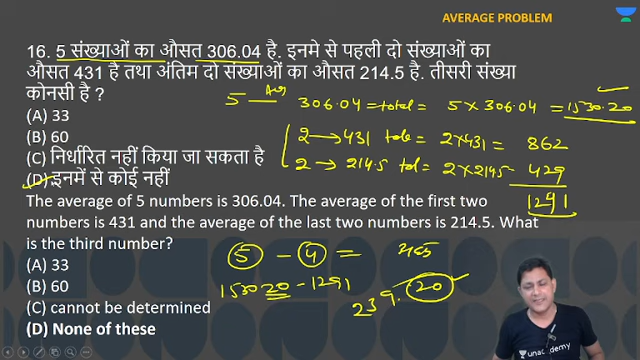 AVERAGE PROBLEM
16. 5 संख्याओं का औसत 306.04 है. इनमे से पहली दो संख्याओं का
औसत 431 है तथा अंतिम दो संख्याओं का औसत 214.5 है. तीसरी संख्या
कोनसी है ?
5 — Avg 306.04 = total = 5 × 306.04 = 1530.20
(A) 33
2 → 431 tote = 2 × 431 = 862
(B) 60
(C) निर्धारित नहीं किया जा सकता है
2 → 214.5 tol = 2 × 214.5 429
(D) इनमें से कोई नहीं
1291
The average of 5 numbers is 306.04. The average of the first two
numbers is 431 and the average of the last two numbers is 214.5. What
is the third number?
5 - 4 =
(A) 33
1530.20 - 1291
239.20
(B) 60
(C) cannot be determined
(D) None of these
unacademy